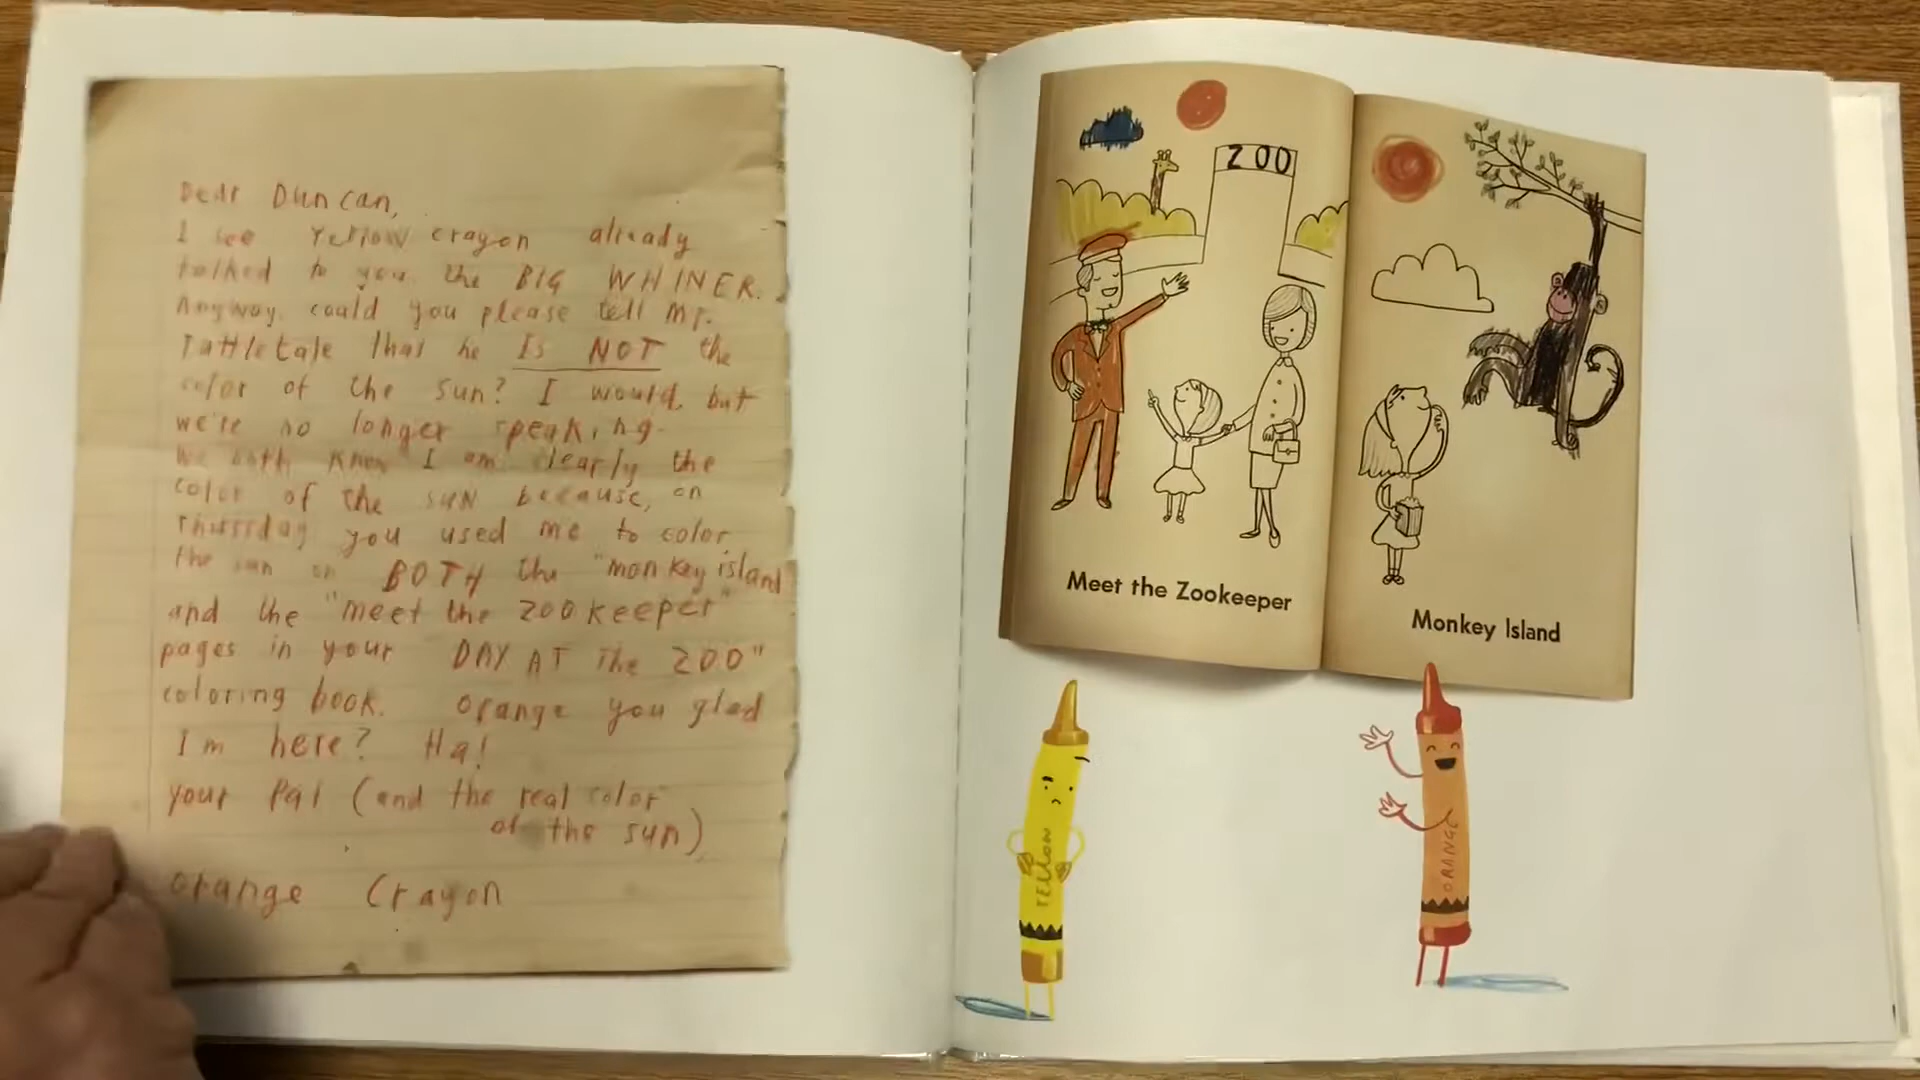 Dear Duncan,
I see Yellow crayon already
talked to you, the BIG WHINER.
Anyway, could you please tell Mr.
Tattletale that he IS NOT the
color of the sun? I would, but
we're no longer speaking.
We both know I am clearly the
color of the sun because, on
Thursday you used me to color
the sun on BOTH the "monkey island
and the "meet the zoo keeper"
pages in your "DAY AT The ZOO"
coloring book. Orange you glad
I'm here? Ha!
your Pal (and the real color
of the sun)
Orange Crayon
ZOO
Meet the Zookeeper
Monkey Island
YELLOW
ORANGE